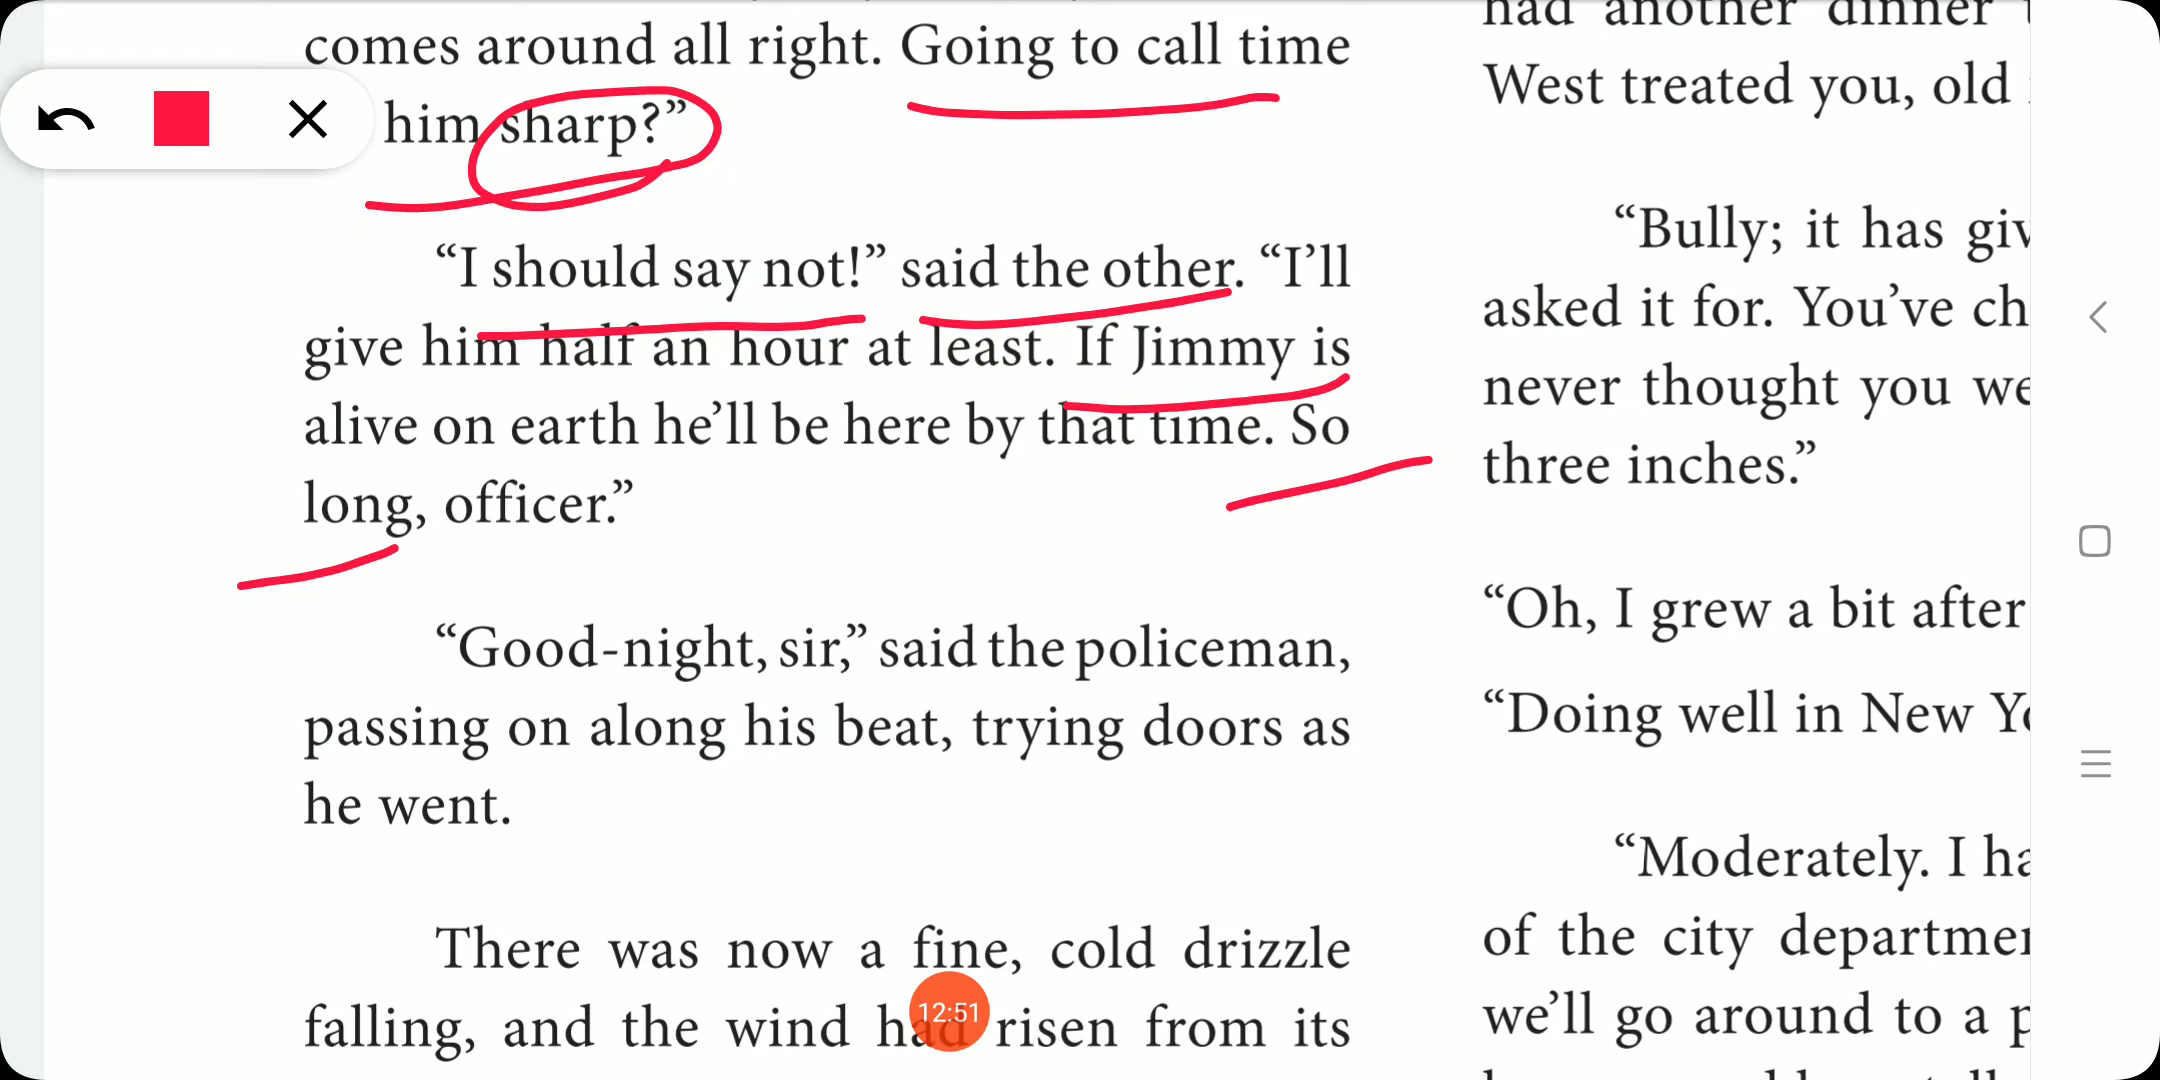 comes around all right. Going to call time
him sharp?”
“I should say not!” said the other. “I’ll
give him half an hour at least. If Jimmy is
alive on earth he’ll be here by that time. So
long, officer.”
“Good-night, sir,” said the policeman,
passing on along his beat, trying doors as
he went.
There was now a fine, cold drizzle
falling, and the wind had risen from its
12:51
had another dinner
West treated you, old
“Bully; it has giv
asked it for. You’ve ch
never thought you we
three inches.”
“Oh, I grew a bit after
“Doing well in New Yo
“Moderately. I ha
of the city departmen
we’ll go around to a p